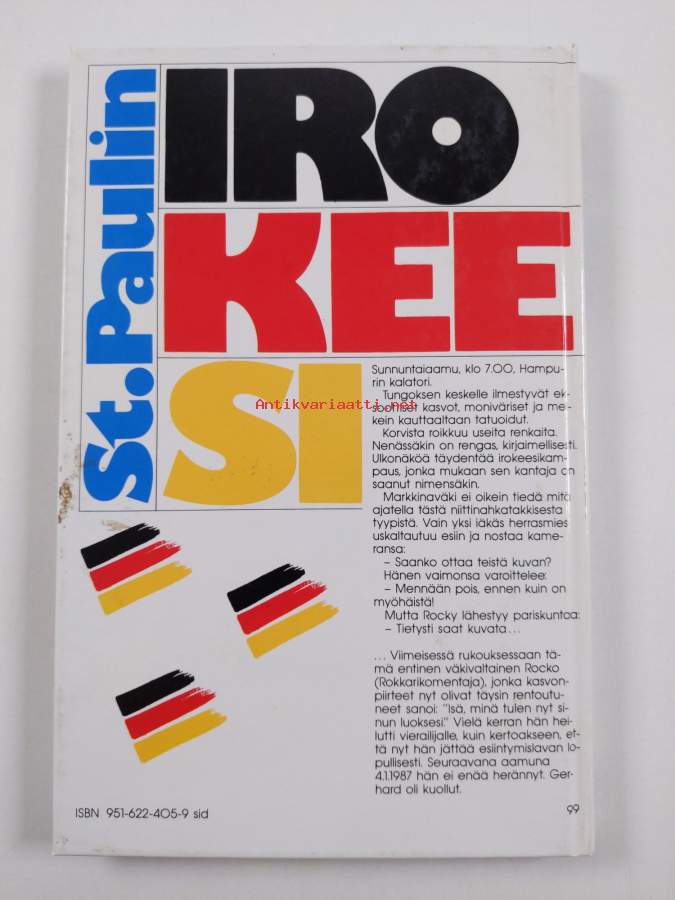 St. Paulin
IRO
KEE
SI
Sunnuntaiaamu, klo 7.00, Hampu-
rin kalatori.
Tungoksen keskelle ilmestyvät ek-
soottiset kasvot, moniväriset ja mel-
kein kauttaaltaan tatuoidut.
Korvista roikkuu useita renkaita.
Nenässäkin on rengas, kirjaimellisesti.
Ulkonäköä täydentää irokeesikam-
paus, jonka mukaan sen kantaja on
saanut nimensäkin.
Markkinaväki ei oikein tiedä mitä
ajatella tästä niittinahkatakkisesta
tyypistä. Vain yksi iäkäs herrasmies
uskaltautuu esiin ja nostaa kame-
ransa:
– Saanko ottaa teistä kuvan?
Hänen vaimonsa varoittelee:
– Mennään pois, ennen kuin on
myöhäistä!
Mutta Rocky lähestyy pariskuntaa:
– Tietysti saat kuvata...
... Viimeisessä rukouksessaan tä-
mä entinen väkivaltainen Rocko
(Rokkarikomentaja), jonka kasvon-
piirteet nyt olivat täysin rentoutu-
neet sanoi: "Isä, minä tulen nyt si-
nun luoksesi." Vielä kerran hän hei-
lutti vierailijalle, kuin kertoakseen, et-
tä nyt hän jättää esiintymislavan lo-
pullisesti. Seuraavana aamuna
4.1.1987 hän ei enää herännyt. Ger-
hard oli kuollut.
ISBN 951-622-405-9 sid
99
Antikvariaatti.net